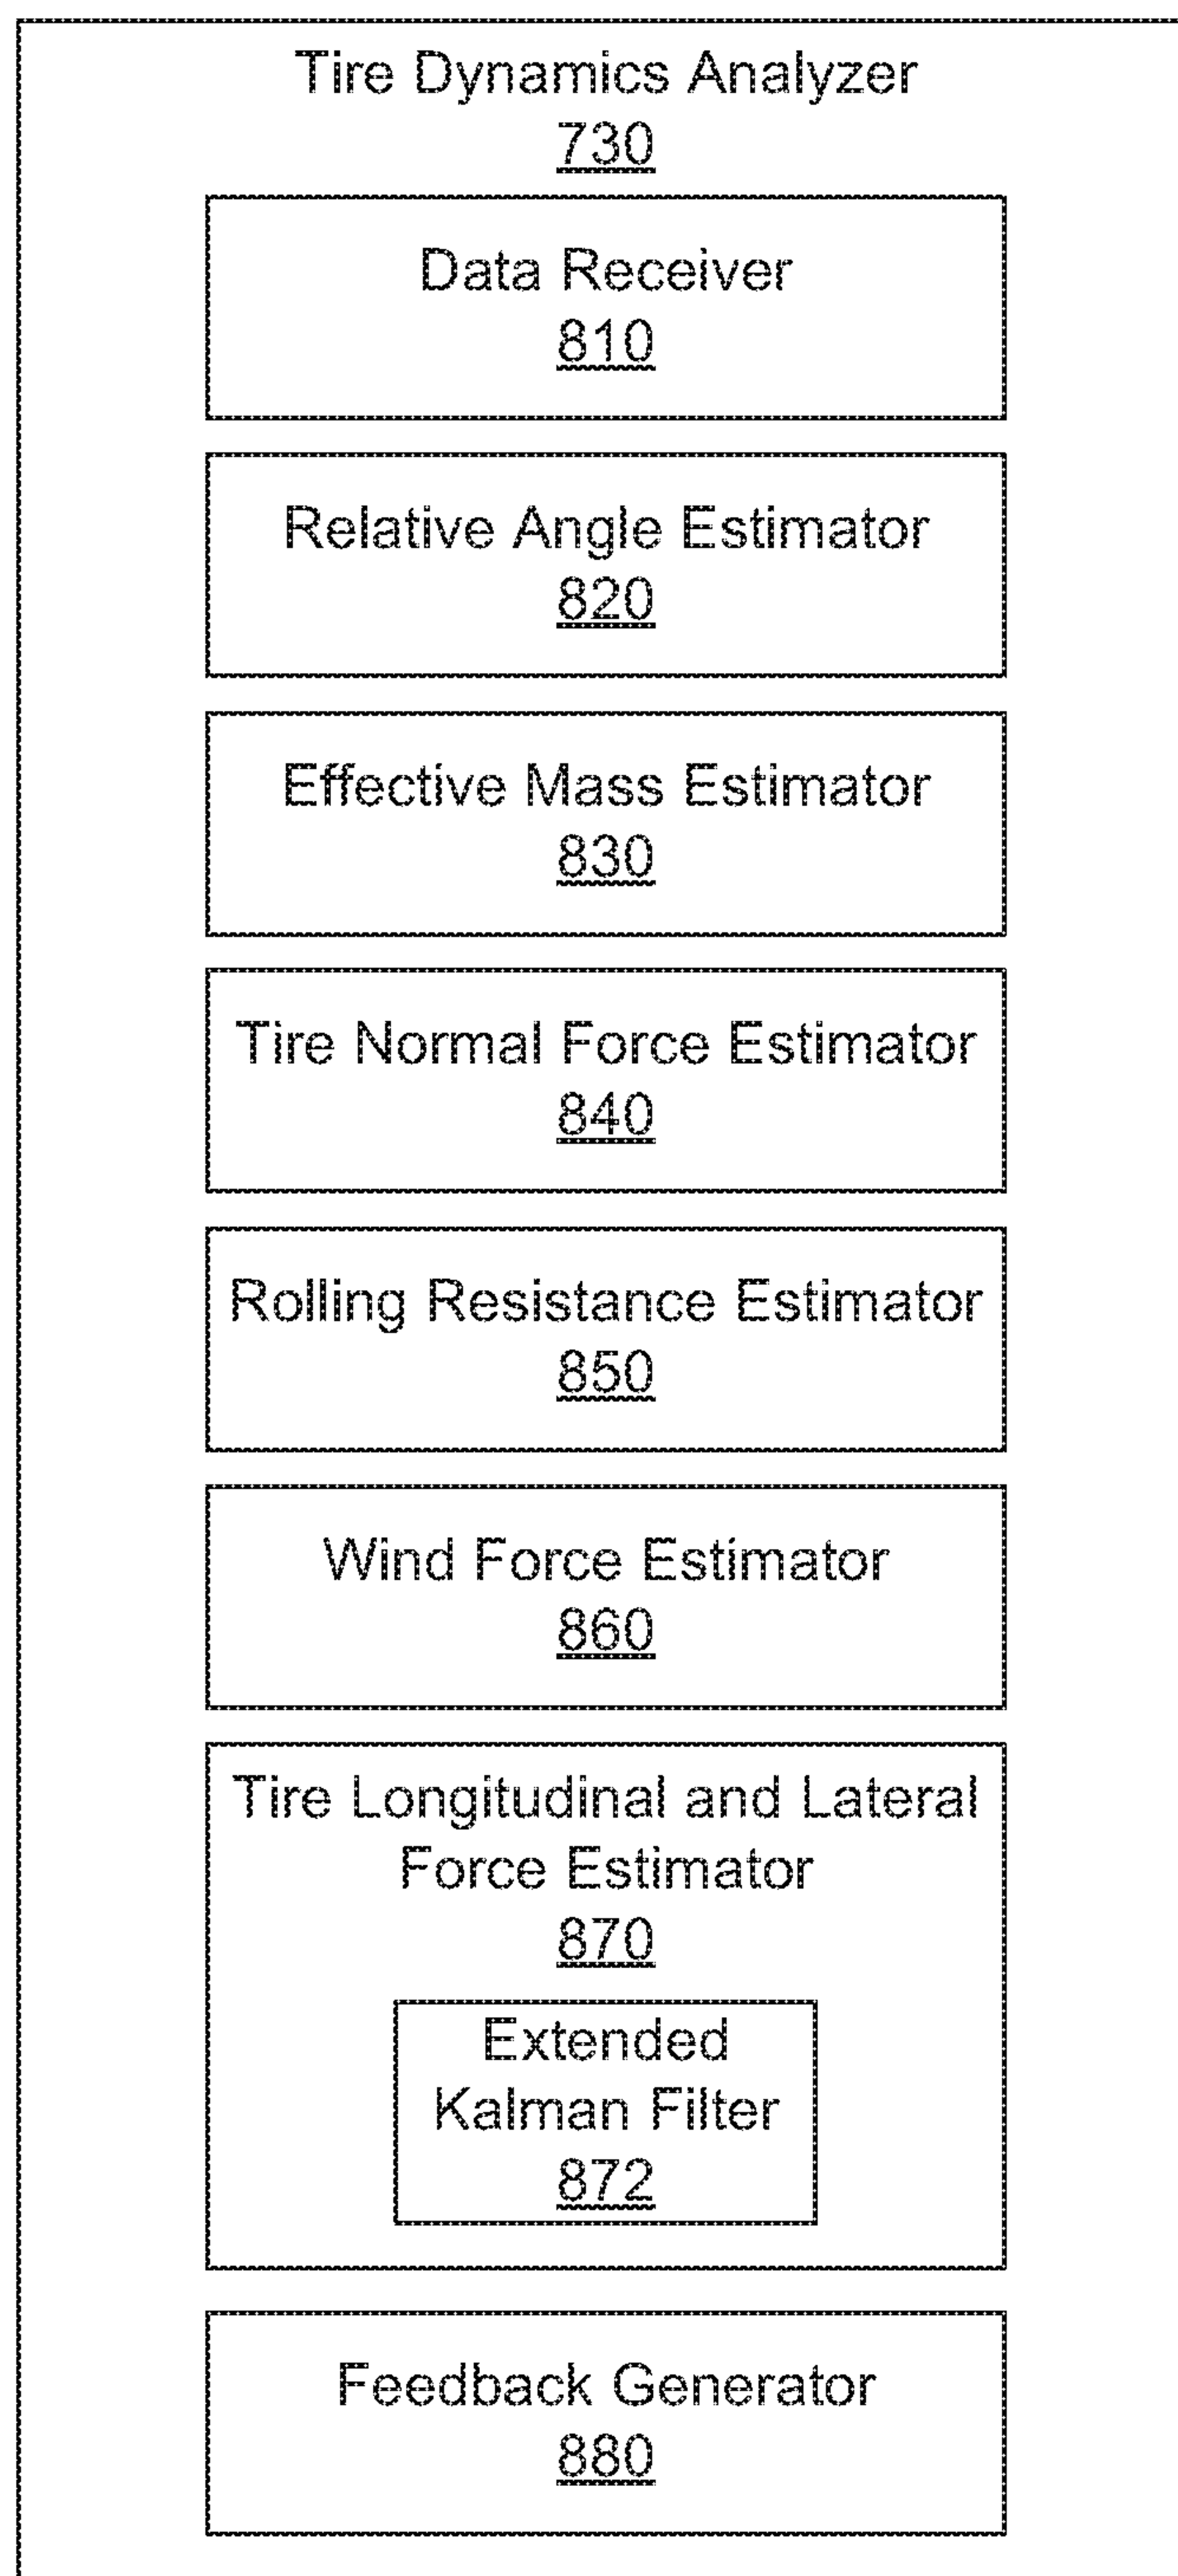 Tire Dynamics Analyzer
730
Data Receiver
810
Relative Angle Estimator
820
Effective Mass Estimator
830
Tire Normal Force Estimator
840
Rolling Resistance Estimator
850
Wind Force Estimator
860
Tire Longitudinal and Lateral
Force Estimator
870
Extended
Kalman Filter
872
Feedback Generator
880